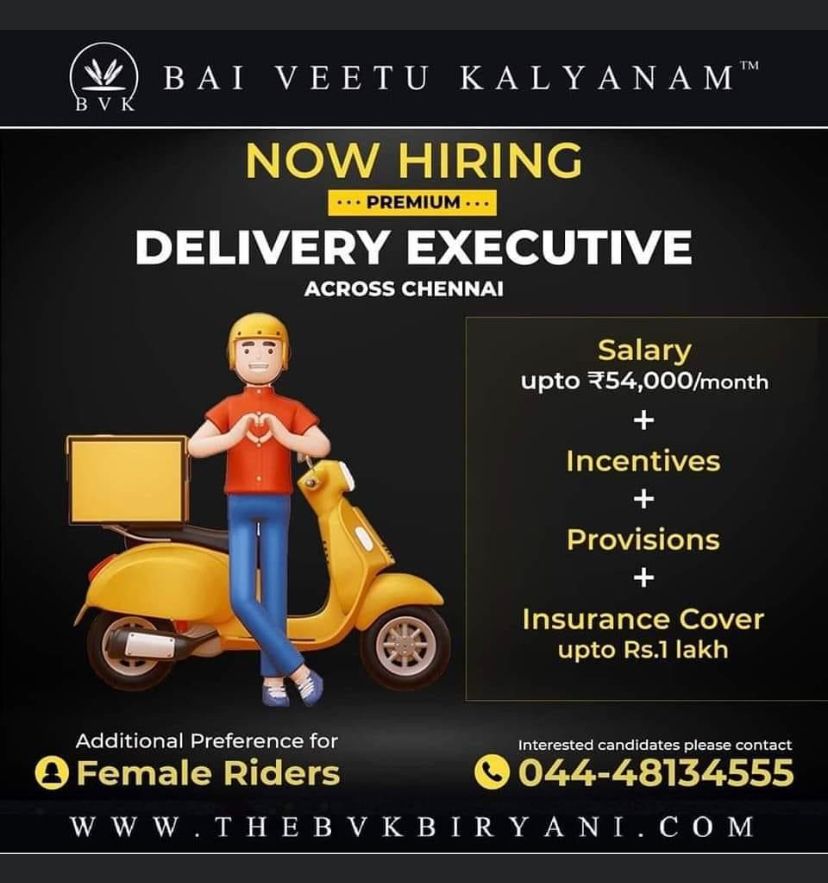 BVK
BAI VEETU KALYANAM™
NOW HIRING
··· PREMIUM ···
DELIVERY EXECUTIVE
ACROSS CHENNAI
Salary
upto ₹54,000/month
+
Incentives
+
Provisions
+
Insurance Cover
upto Rs.1 lakh
Additional Preference for
Female Riders
Interested candidates please contact
044-48134555
WWW.THEBVKBIRYANI.COM